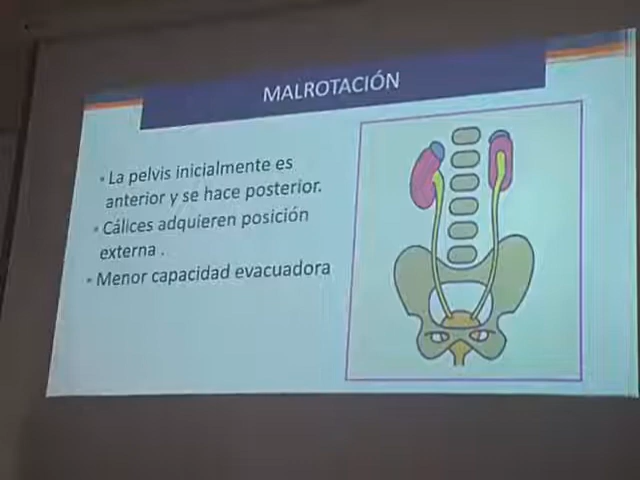 MALROTACIÓN
• La pelvis inicialmente es
anterior y se hace posterior.
• Cálices adquieren posición
externa .
• Menor capacidad evacuadora